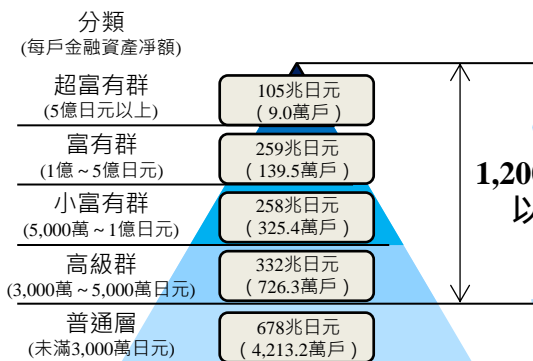 分類
(每戶金融資產凈額)
超富有群
(5億日元以上)
105兆日元
(9.0萬戶)
富有群
(1億～5億日元)
259兆日元
(139.5萬戶)
小富有群
(5,000萬～1億日元)
258兆日元
(325.4萬戶)
高級群
(3,000萬～5,000萬日元)
332兆日元
(726.3萬戶)
普通層
(未滿3,000萬日元)
678兆日元
(4,213.2萬戶)
1,200
以